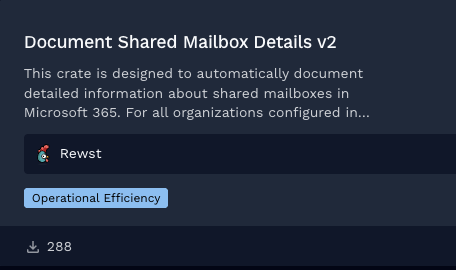 Document Shared Mailbox Details v2
This crate is designed to automatically document
detailed information about shared mailboxes in
Microsoft 365. For all organizations configured in...
Rewst
Operational Efficiency
288